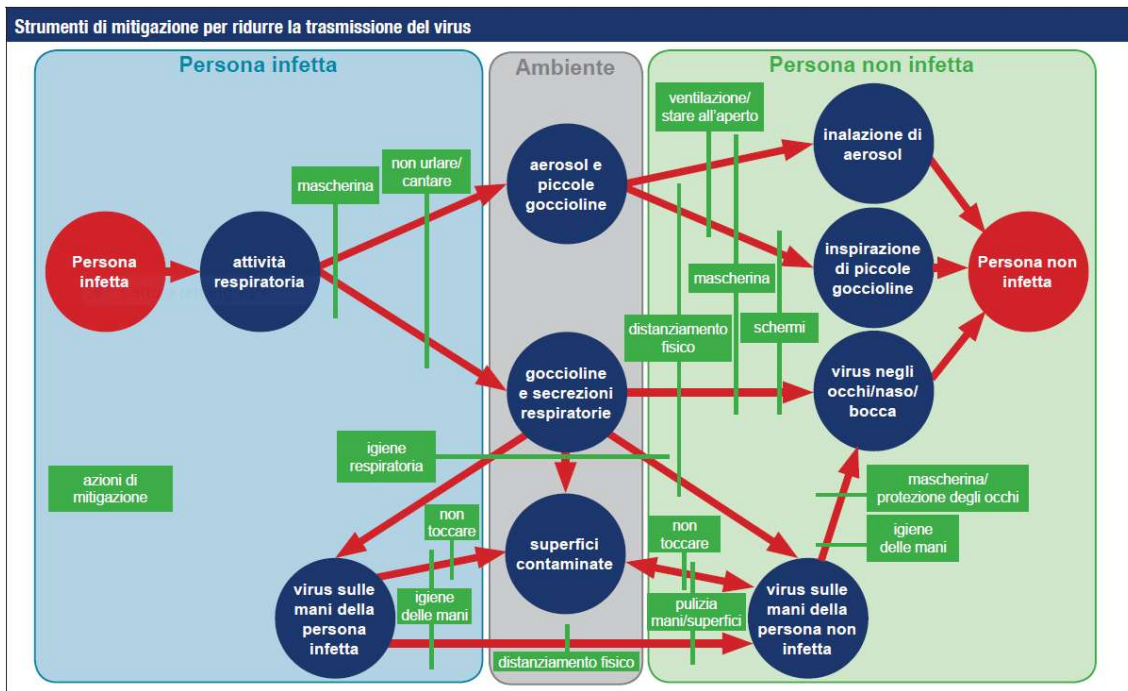 Strumenti di mitigazione per ridurre la trasmissione del virus
Persona infetta
Ambiente
Persona non infetta
ventilazione/
stare all'aperto
inalazione di
aerosol
non urlare/
cantare
mascherina
aerosol e
piccole
goccioline
Persona
infetta
attività
respiratoria
mascherina
inspirazione
di piccole
goccioline
Persona non
infetta
distanziamento
fisico
schermi
goccioline
e secrezioni
respiratorie
virus negli
occhi/naso/
bocca
igiene
respiratoria
azioni di
mitigazione
mascherina/
protezione degli occhi
igiene
delle mani
non
toccare
superfici
contaminate
non
toccare
virus sulle
mani della
persona
infetta
igiene
delle mani
pulizia
mani/superfici
virus sulle
mani della
persona non
infetta
distanziamento fisico